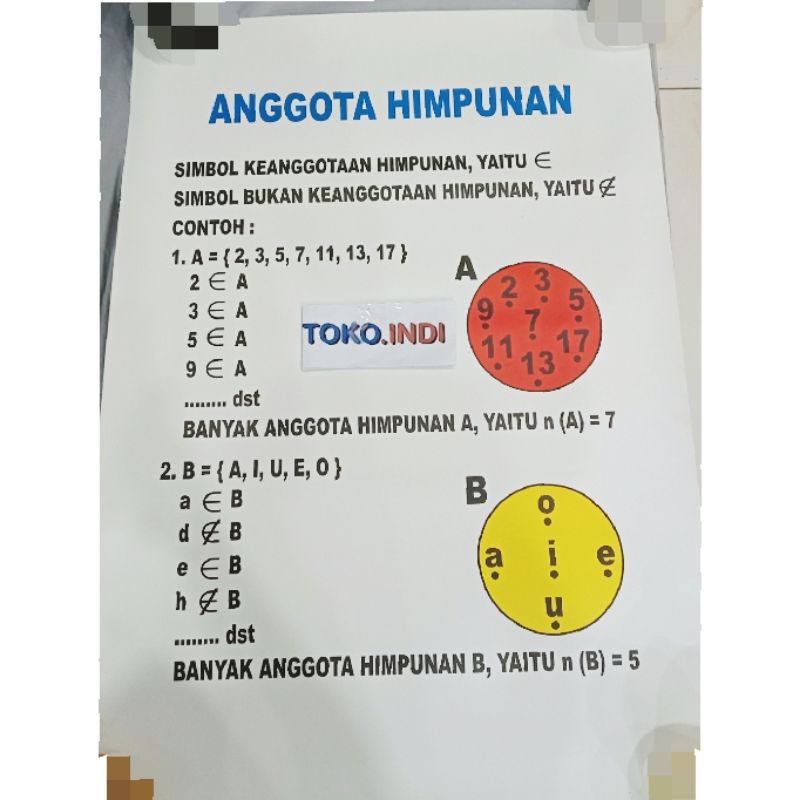 ANGGOTA HIMPUNAN
SIMBOL KEANGGOTAAN HIMPUNAN, YAITU ∈
SIMBOL BUKAN KEANGGOTAAN HIMPUNAN, YAITU ∉
CONTOH :
1. A = { 2, 3, 5, 7, 11, 13, 17 }
2 ∈ A
3 ∈ A
5 ∈ A
9 ∈ A
........ dst
A
2 3
9 7 5
11 13 17
TOKO.INDI
BANYAK ANGGOTA HIMPUNAN A, YAITU n (A) = 7
2. B = { A, I, U, E, O }
a ∈ B
d ∉ B
e ∈ B
h ∉ B
........ dst
B
o
a i e
u
BANYAK ANGGOTA HIMPUNAN B, YAITU n (B) = 5